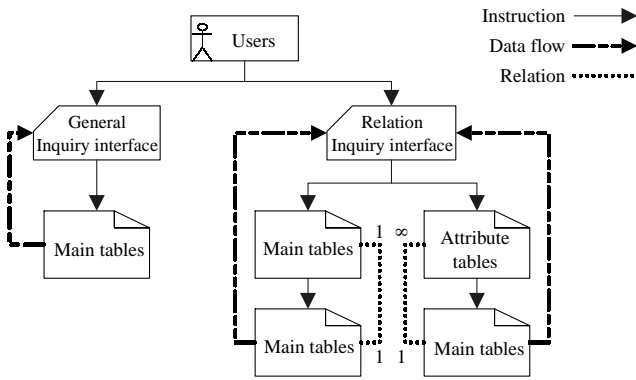 Users
Instruction
Data flow
Relation
General
Inquiry interface
Relation
Inquiry interface
Main tables
Main tables
1 ∞
Attribute
tables
Main tables
1 1
Main tables